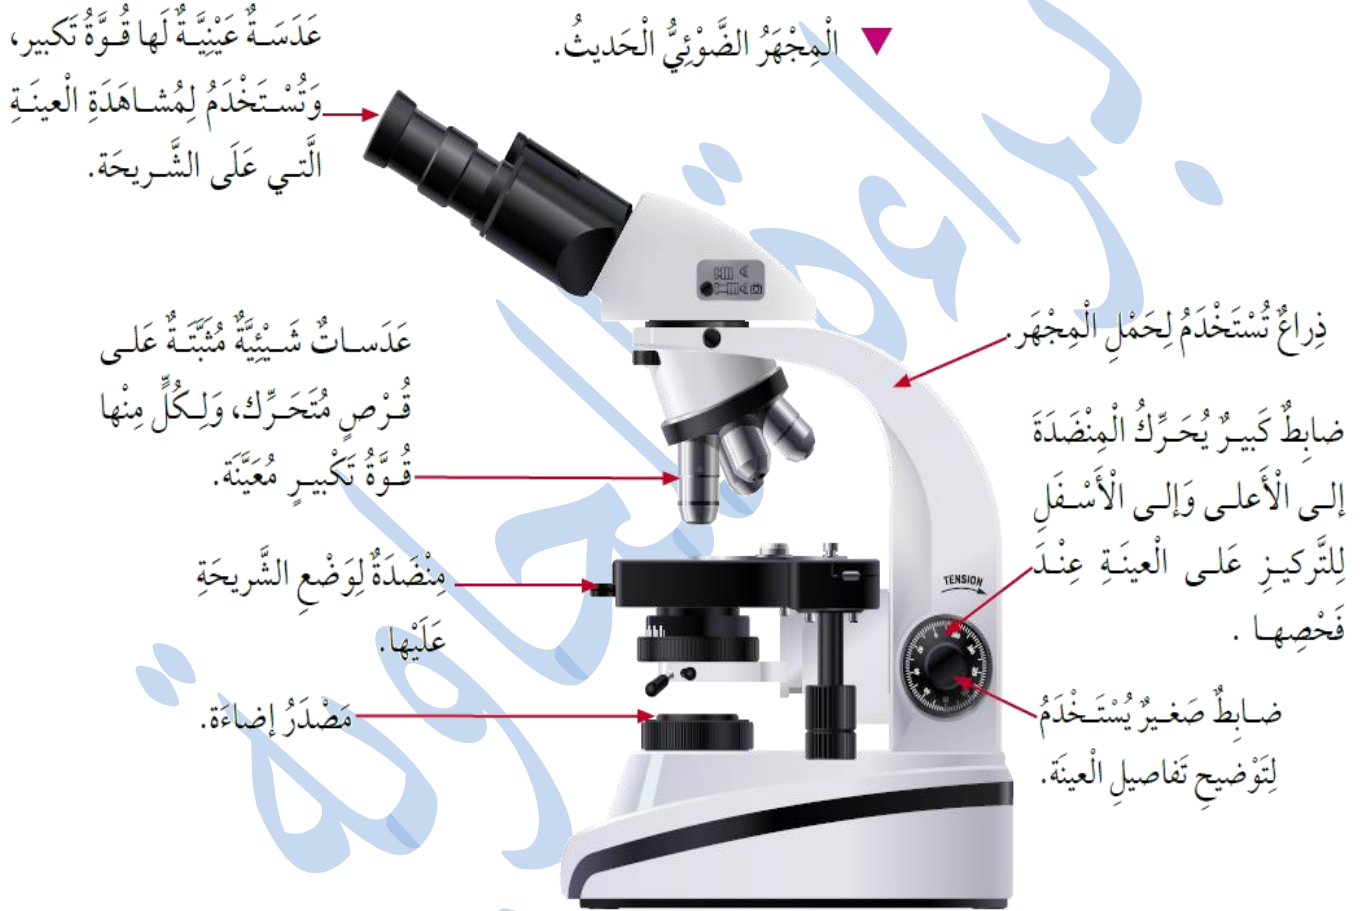 الْمِجْهَرُ الضَّوْئِيُّ الْحَديثُ.
عَدَسَةٌ عَيْنِيَّةٌ لَها قُوَّةُ تَكبير،
وَتُسْتَخْدَمُ لِمُشاهَدَةِ الْعينَةِ
الَّتي عَلَى الشَّريحَة.
ذِراعٌ تُسْتَخْدَمُ لِحَمْلِ الْمِجْهَر.
عَدَساتٌ شَيْئِيَّةٌ مُثَبَّتَةٌ عَلى
قُرْصٍ مُتَحَرِّك، وَلِكُلٍّ مِنْها
قُوَّةُ تَكْبيرٍ مُعَيَّنَة.
ضابِطٌ كَبيرٌ يُحَرِّكُ الْمِنْضَدَةَ
إلى الْأَعلى وَإلى الْأَسْفَلِ
لِلتَّركيزِ عَلى الْعينَةِ عِنْدَ
فَحْصِها .
مِنْضَدَةٌ لِوَضْعِ الشَّريحَةِ
عَلَيْها.
TENSION
مَصْدَرُ إضاءَة.
ضابِطٌ صَغيرٌ يُسْتَخْدَمُ
لِتَوْضيحِ تَفاصيلِ الْعينَة.